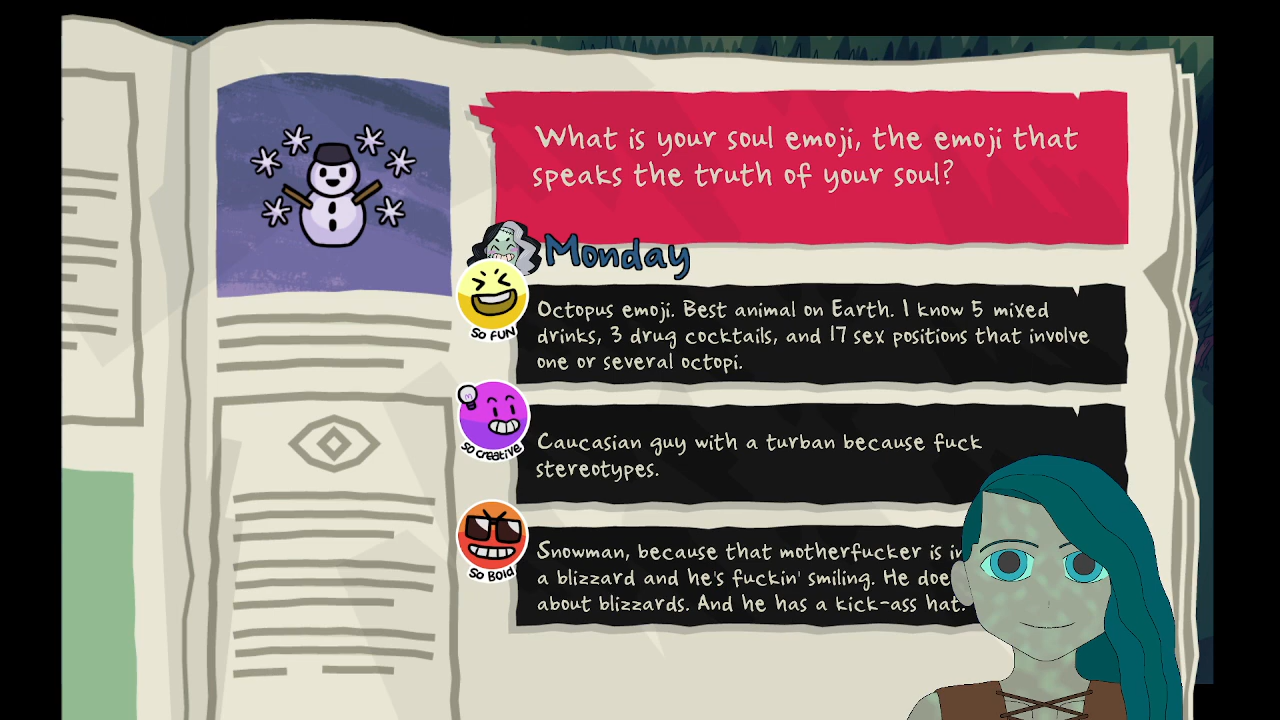 What is your soul emoji, the emoji that
speaks the truth of your soul?
Monday
Octopus emoji. Best animal on Earth. I know 5 mixed
drinks, 3 drug cocktails, and 17 sex positions that involve
one or several octopi.
So FUN
Caucasian guy with a turban because fuck
stereotypes.
So creative
Snowman, because that motherfucker is in
a blizzard and he's fuckin' smiling. He doe
about blizzards. And he has a kick-ass hat.
So Bold